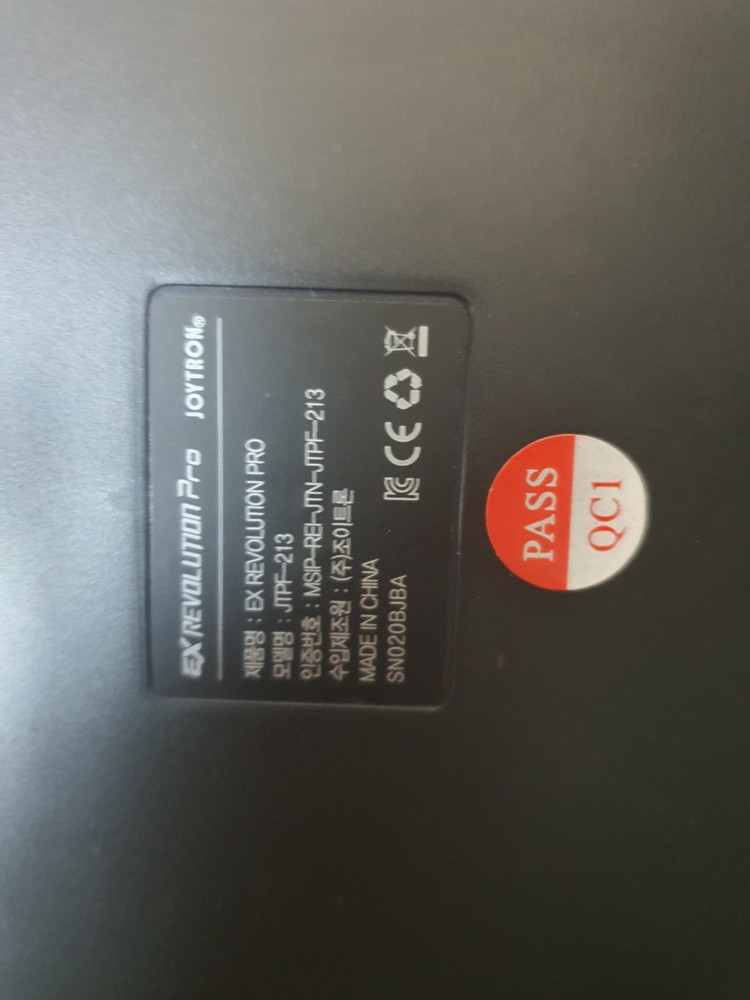 EX REVOLUTION Pro JOYTRON®
제품명 : EX REVOLUTION PRO
모델명 : JTPF-213
인증번호 : MSIP-REI-JTN-JTPF-213
수입제조원 : (주)조이트론
MADE IN CHINA
SN020BJBA
CE
PASS
QC1